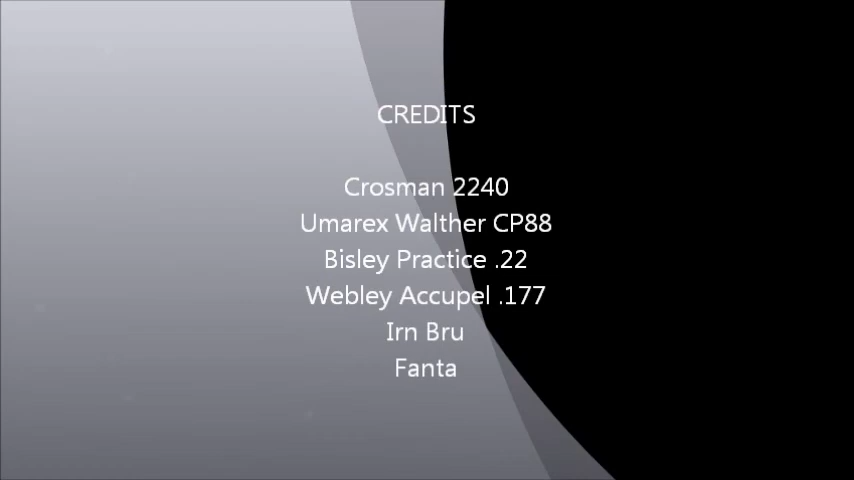 CREDITS
Crosman 2240
Umarex Walther CP88
Bisley Practice .22
Webley Accupel .177
Irn Bru
Fanta